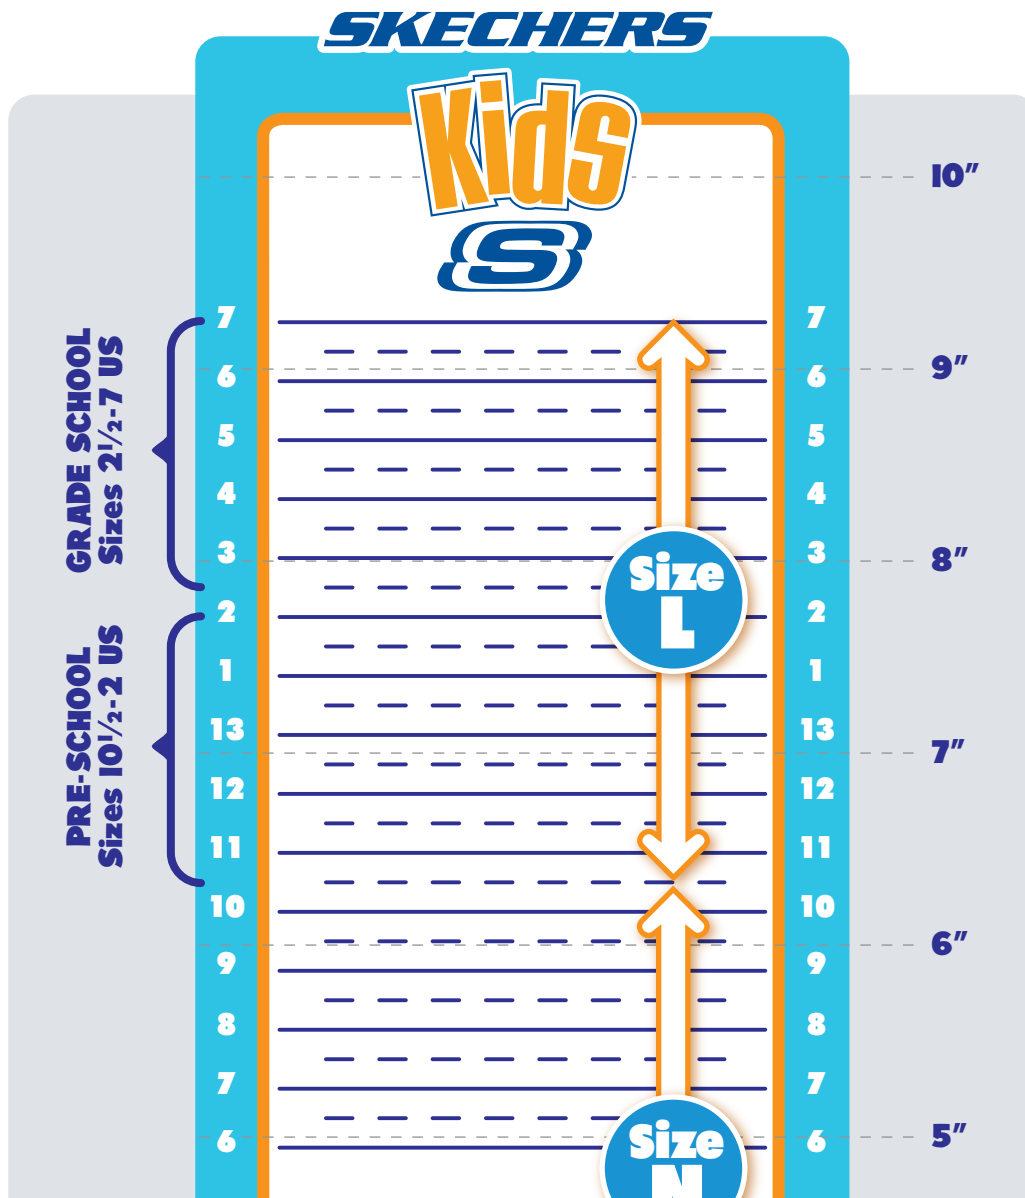 SKECHERS
Kids
S
10″
7 7
9″
6 6
5 5
4 4
GRADE SCHOOL
Sizes 2½-7 US
3 3
8″
Size
L
2 2
1 1
13 13
7″
PRE-SCHOOL
Sizes 10½-2 US
12 12
11 11
10 10
6″
9 9
8 8
7 7
5″
6 6
Size
N